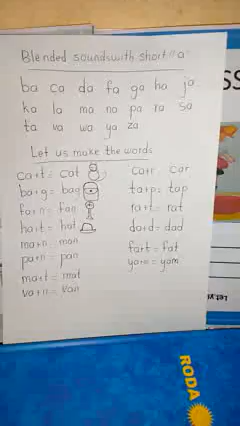 Blended sounds with short "a"
ba ca da fa ga ha ja
ka la ma na pa ra sa
ta va wa ya za
Let us make the words
ca+t = cat
ba+g = bag
fa+n = fan
ha+t = hat
ma+n = man
pa+n = pan
ma+t = mat
va+n = van
ca+r = car
ta+p = tap
ra+t = rat
da+d = dad
fa+t = fat
ya+m = yam
RODA